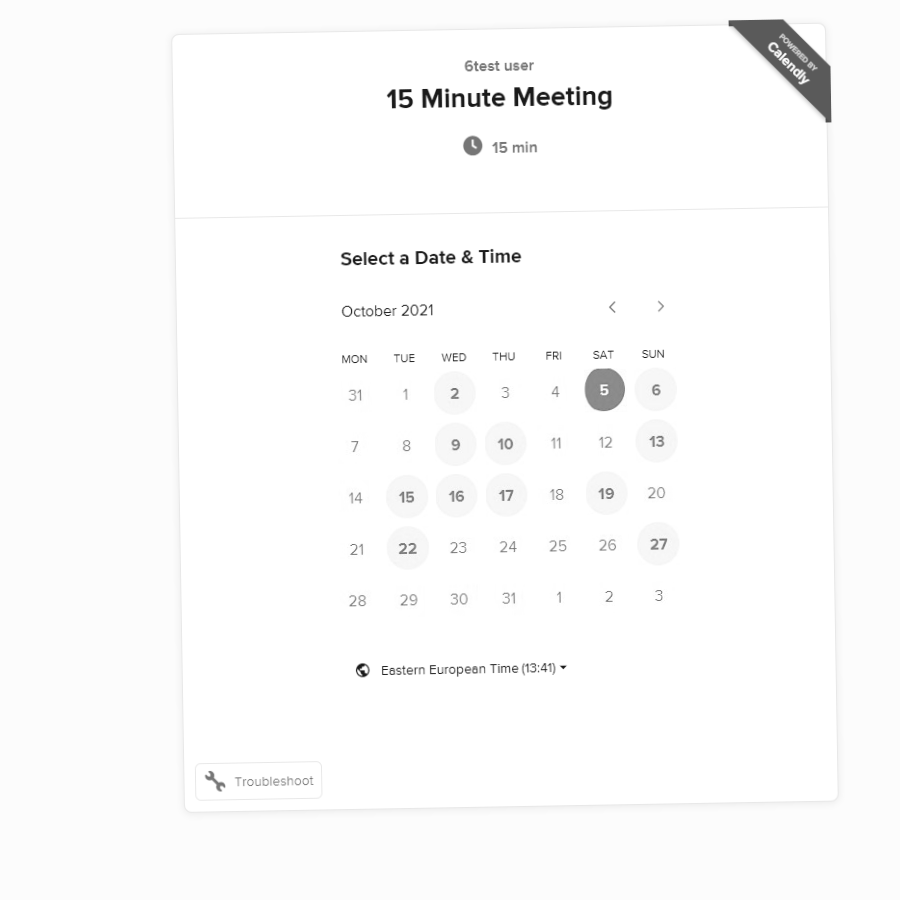 POWERED BY
Calendly
6test user
15 Minute Meeting
15 min
Select a Date & Time
October 2021
MON TUE WED THU FRI SAT SUN
31 1 2 3 4 5 6
7 8 9 10 11 12 13
14 15 16 17 18 19 20
21 22 23 24 25 26 27
28 29 30 31 1 2 3
Eastern European Time (13:41)
Troubleshoot